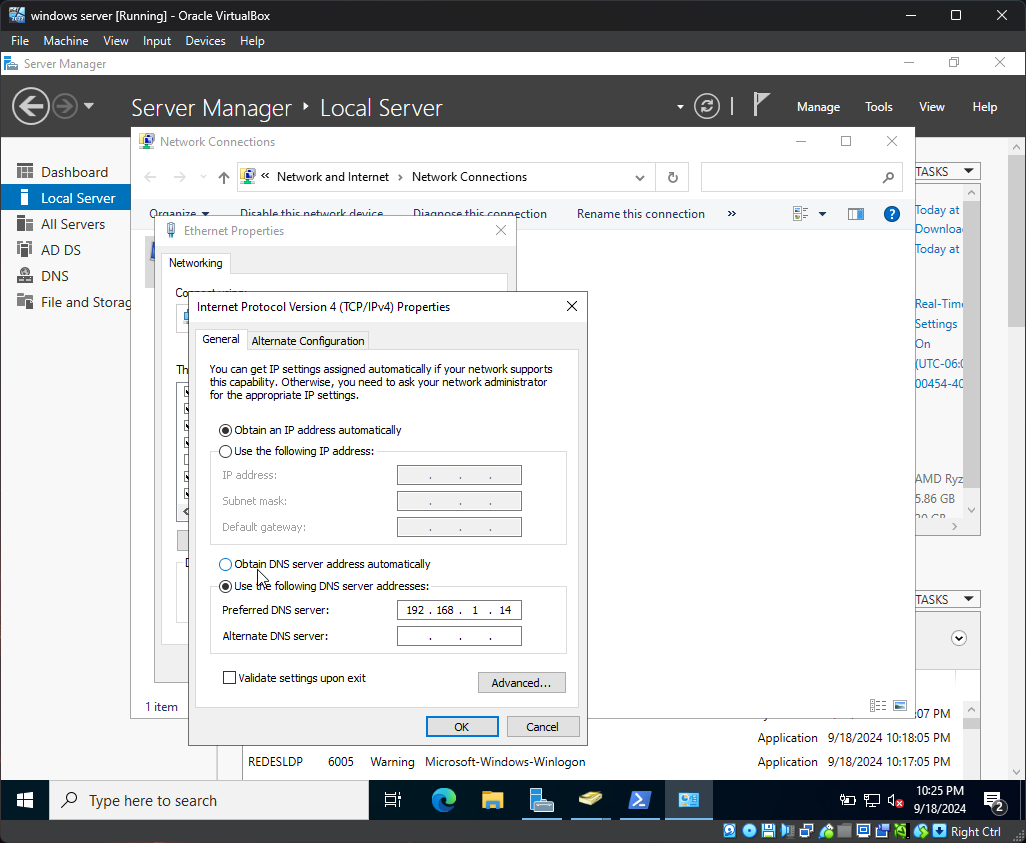 windows server [Running] - Oracle VirtualBox
File Machine View Input Devices Help
Server Manager
Server Manager ‣ Local Server
Manage Tools View Help
Network Connections
« Network and Internet › Network Connections
Organize Disable this network device Diagnose this connection Rename this connection »
Dashboard
Local Server
All Servers
AD DS
DNS
File and Storag
TASKS
Today at
Downloa
Today at
Real-Time
Settings
On
(UTC-06:0
00454-40
AMD Ryz
5.86 GB
Ethernet Properties
Networking
Internet Protocol Version 4 (TCP/IPv4) Properties
General Alternate Configuration
You can get IP settings assigned automatically if your network supports
this capability. Otherwise, you need to ask your network administrator
for the appropriate IP settings.
Obtain an IP address automatically
Use the following IP address:
IP address: . . .
Subnet mask: . . .
Default gateway: . . .
Obtain DNS server address automatically
Use the following DNS server addresses:
Preferred DNS server: 192 . 168 . 1 . 14
Alternate DNS server: . . .
Validate settings upon exit
Advanced...
OK Cancel
1 item
TASKS
:07 PM
Application 9/18/2024 10:18:05 PM
REDESLDP 6005 Warning Microsoft-Windows-Winlogon Application 9/18/2024 10:17:05 PM
Type here to search
10:25 PM
9/18/2024
2
Right Ctrl